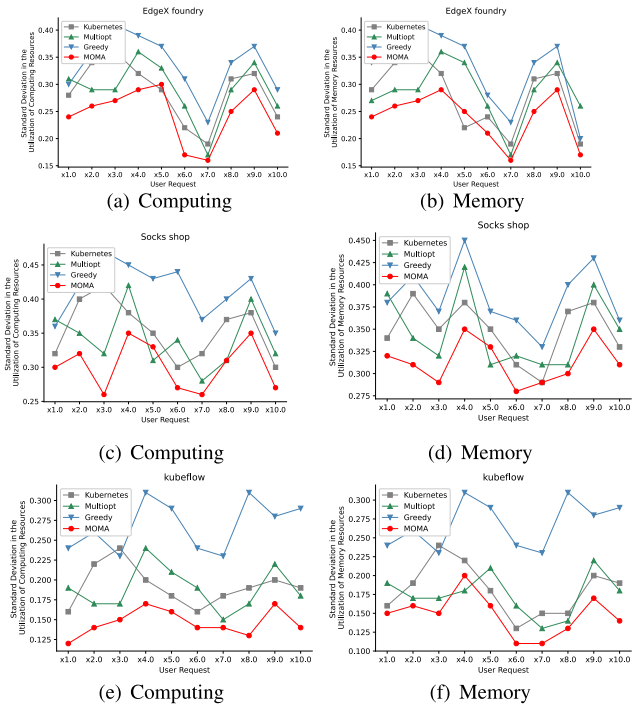 EdgeX foundry
Standard Deviation in the
Utilization of Computing Resources
0.40
0.35
0.30
0.25
0.20
0.15
Kubernetes
Multiopt
Greedy
MOMA
x1.0 x2.0 x3.0 x4.0 x5.0 x6.0 x7.0 x8.0 x9.0 x10.0
User Request
(a) Computing
EdgeX foundry
Standard Deviation in the
Utilization of Memory Resources
0.40
0.35
0.30
0.25
0.20
0.15
Kubernetes
Multiopt
Greedy
MOMA
x1.0 x2.0 x3.0 x4.0 x5.0 x6.0 x7.0 x8.0 x9.0 x10.0
User Request
(b) Memory
Socks shop
Standard Deviation in the
Utilization of Computing Resources
0.45
0.40
0.35
0.30
0.25
Kubernetes
Multiopt
Greedy
MOMA
x1.0 x2.0 x3.0 x4.0 x5.0 x6.0 x7.0 x8.0 x9.0 x10.0
User Request
(c) Computing
Socks shop
Standard Deviation in the
Utilization of Memory Resources
0.450
0.425
0.400
0.375
0.350
0.325
0.300
0.275
Kubernetes
Multiopt
Greedy
MOMA
x1.0 x2.0 x3.0 x4.0 x5.0 x6.0 x7.0 x8.0 x9.0 x10.0
User Request
(d) Memory
kubeflow
Standard Deviation in the
Utilization of Computing Resources
0.300
0.275
0.250
0.225
0.200
0.175
0.150
0.125
Kubernetes
Multiopt
Greedy
MOMA
x1.0 x2.0 x3.0 x4.0 x5.0 x6.0 x7.0 x8.0 x9.0 x10.0
User Request
(e) Computing
kubeflow
Standard Deviation in the
Utilization of Memory Resources
0.300
0.275
0.250
0.225
0.200
0.175
0.150
0.125
0.100
Kubernetes
Multiopt
Greedy
MOMA
x1.0 x2.0 x3.0 x4.0 x5.0 x6.0 x7.0 x8.0 x9.0 x10.0
User Request
(f) Memory